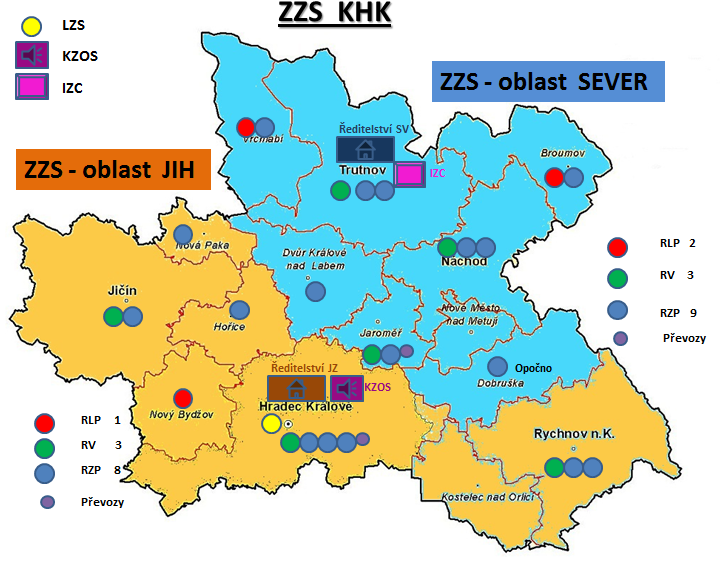 ZZS KHK
LZS
KZOS
IZC
ZZS - oblast SEVER
ZZS - oblast JIH
Ředitelství SV
Vrchlabí
Trutnov
IZC
Broumov
Nová Paka
Dvůr Králové
nad Labem
Náchod
RLP 2
RV 3
RZP 9
Převozy
Jičín
Hořice
Nové Město
nad Metují
Jaroměř
Opočno
Dobruška
Ředitelství JZ
KZOS
Hradec Králové
Nový Bydžov
RLP 1
RV 3
RZP 8
Převozy
Rychnov n.K.
Kostelec nad Orlicí